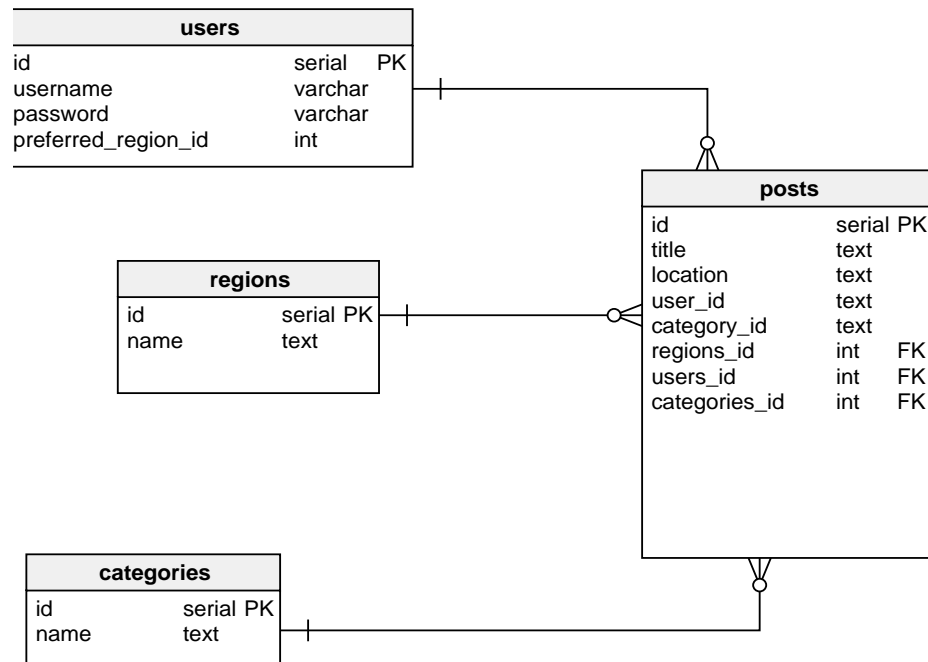 users
id serial PK
username varchar
password varchar
preferred_region_id int
posts
id serial PK
title text
location text
user_id text
category_id text
regions_id int FK
users_id int FK
categories_id int FK
regions
id serial PK
name text
categories
id serial PK
name text